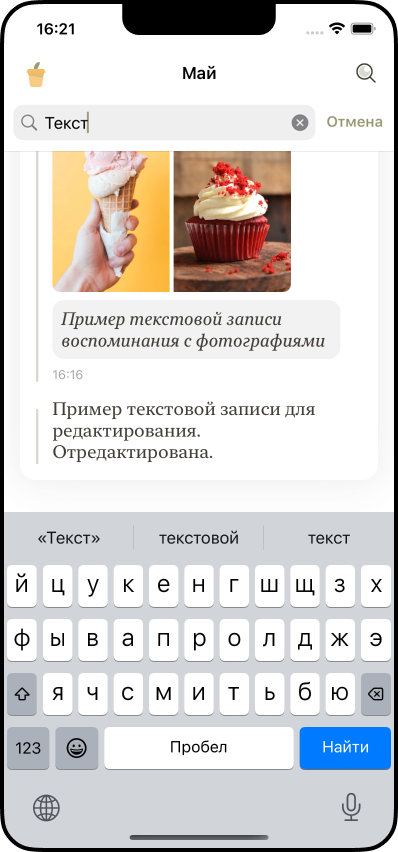 16:21
Май
Текст
Отмена
Пример текстовой записи
воспоминания с фотографиями
16:16
Пример текстовой записи для
редактирования.
Отредактирована.
«Текст» текстовой текст
й ц у к е н г ш щ з х
ф ы в а п р о л д ж э
я ч с м и т ь б ю
123 Пробел Найти